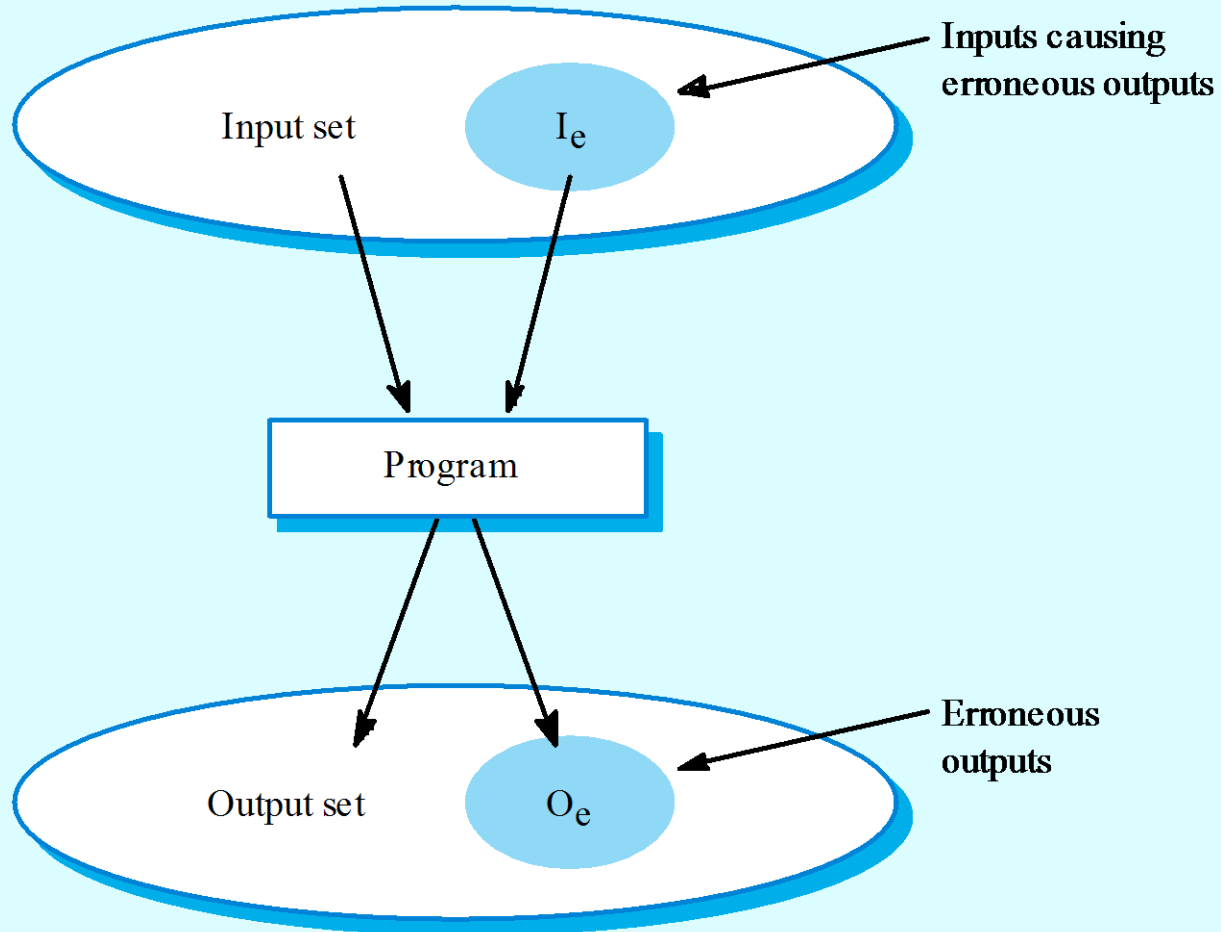 Inputs causing
erroneous outputs
Input set
Ie
Program
Erroneous
outputs
Output set
Oe